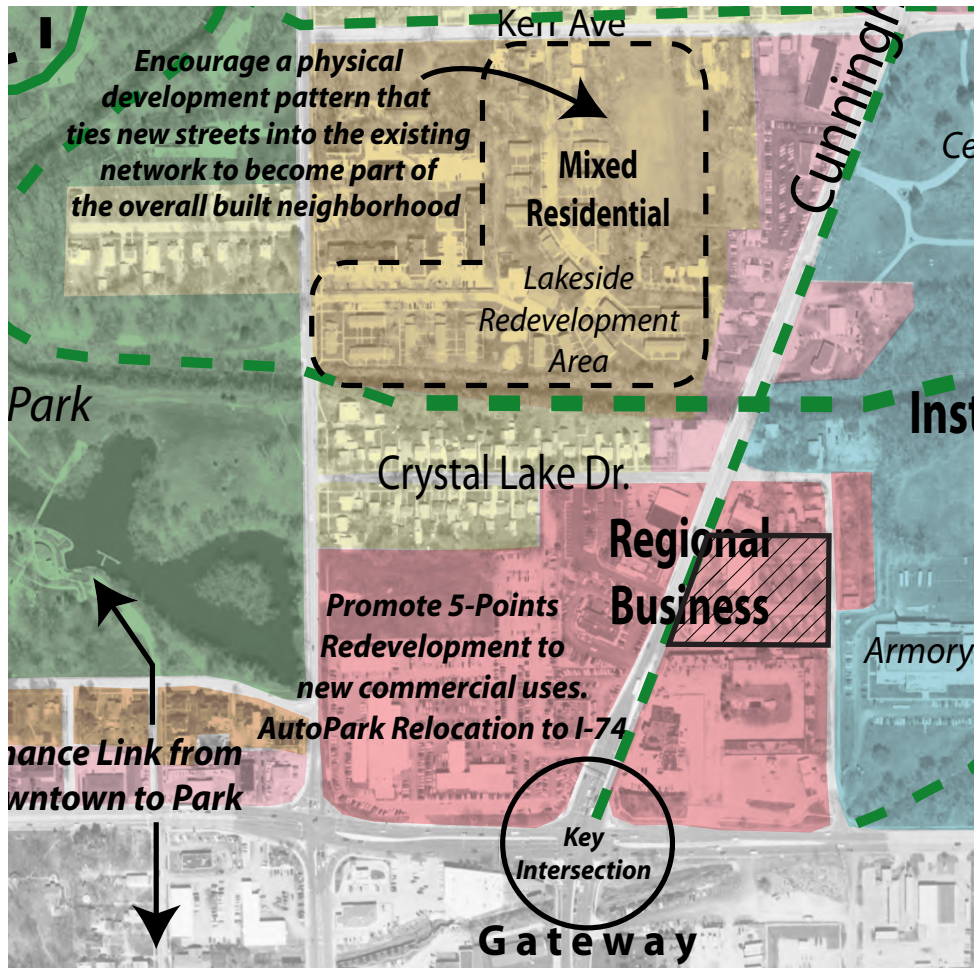 Kerr Ave
Cunningh
Encourage a physical
development pattern that
ties new streets into the existing
network to become part of
the overall built neighborhood
Mixed
Residential
Ce
Lakeside
Redevelopment
Area
Park
Inst
Crystal Lake Dr.
Regional
Business
Promote 5-Points
Redevelopment to
new commercial uses.
AutoPark Relocation to I-74
Armory
hance Link from
wntown to Park
Key
Intersection
Gateway